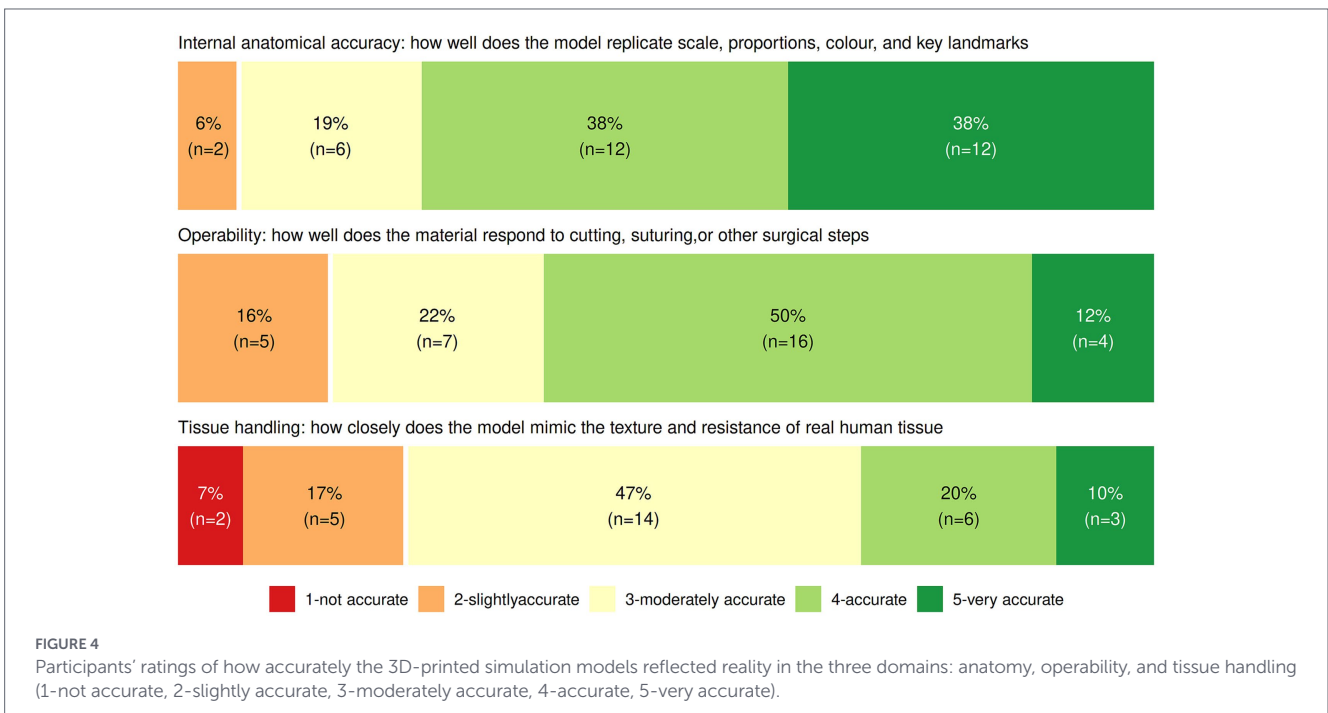 Internal anatomical accuracy: how well does the model replicate scale, proportions, colour, and key landmarks
6% 19% 38% 38%
(n=2) (n=6) (n=12) (n=12)
Operability: how well does the material respond to cutting, suturing,or other surgical steps
16% 22% 50% 12%
(n=5) (n=7) (n=16) (n=4)
Tissue handling: how closely does the model mimic the texture and resistance of real human tissue
7% 17% 47% 20% 10%
(n=2) (n=5) (n=14) (n=6) (n=3)
1-not accurate 2-slightlyaccurate 3-moderately accurate 4-accurate 5-very accurate
FIGURE 4
Participants’ ratings of how accurately the 3D-printed simulation models reflected reality in the three domains: anatomy, operability, and tissue handling
(1-not accurate, 2-slightly accurate, 3-moderately accurate, 4-accurate, 5-very accurate).